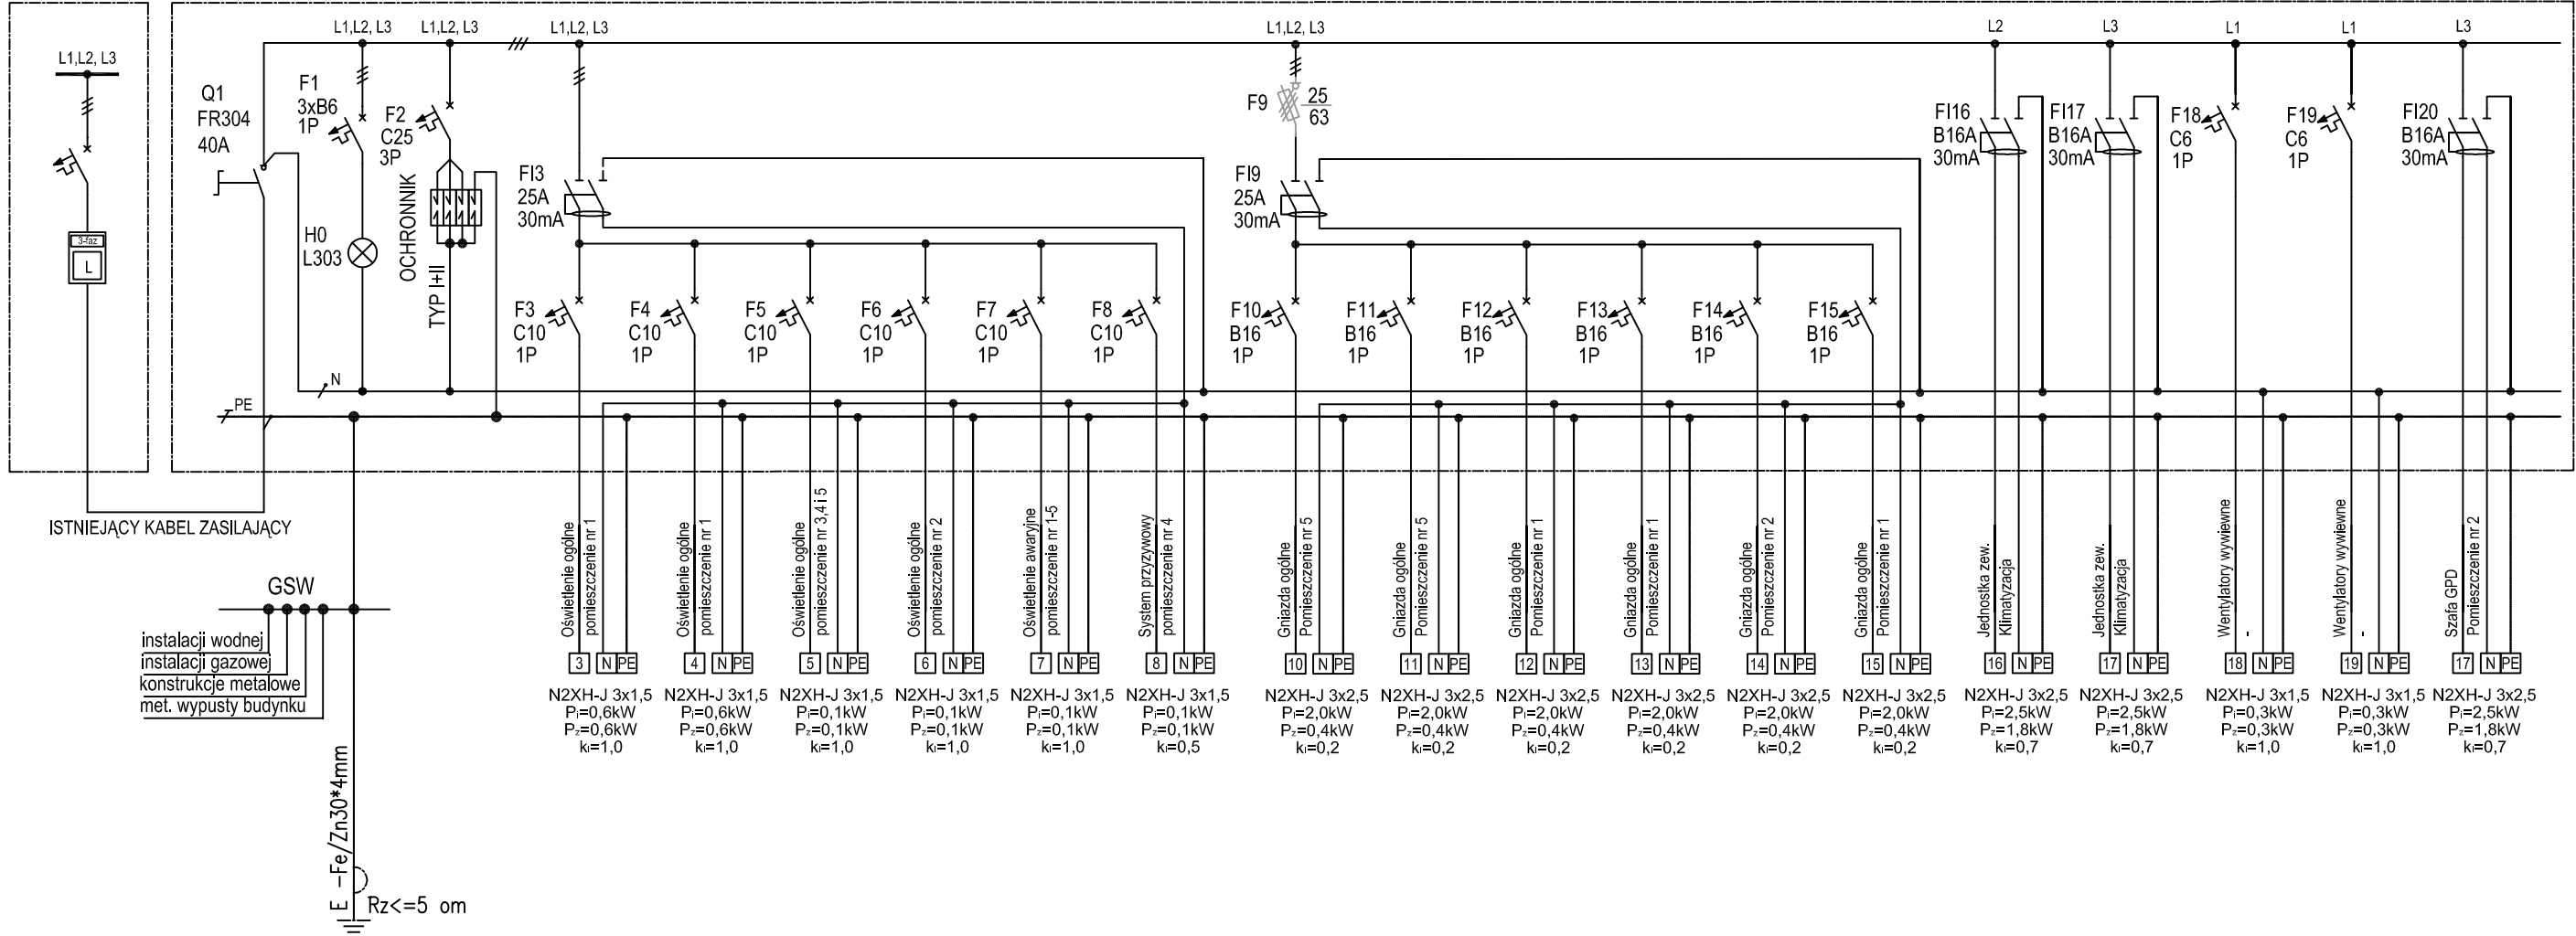 L1,L2, L3
3-faz
L
ISTNIEJĄCY KABEL ZASILAJĄCY
Q1
FR304
40A
L1,L2, L3
F1
3xB6
1P
H0
L303
L1,L2, L3
F2
C25
3P
OCHRONNIK
TYP I+II
N
PE
GSW
instalacji wodnej
instalacji gazowej
konstrukcje metalowe
met. wypusty budynku
E -Fe/Zn30*4mm
Rz<=5 om
L1,L2, L3
FI3
25A
30mA
F3
C10
1P
F4
C10
1P
F5
C10
1P
F6
C10
1P
F7
C10
1P
F8
C10
1P
L1,L2, L3
F9
25
63
FI9
25A
30mA
F10
B16
1P
F11
B16
1P
F12
B16
1P
F13
B16
1P
F14
B16
1P
F15
B16
1P
L2
FI16
B16A
30mA
L3
FI17
B16A
30mA
L1
F18
C6
1P
L1
F19
C6
1P
L3
FI20
B16A
30mA
Oświetlenie ogólne
pomieszczenie nr 1
3 N PE
N2XH-J 3x1,5
Pi=0,6kW
Pz=0,6kW
ki=1,0
Oświetlenie ogólne
pomieszczenie nr 1
4 N PE
N2XH-J 3x1,5
Pi=0,6kW
Pz=0,6kW
ki=1,0
Oświetlenie ogólne
pomieszczenie nr 3,4 i 5
5 N PE
N2XH-J 3x1,5
Pi=0,1kW
Pz=0,1kW
ki=1,0
Oświetlenie ogólne
pomieszczenie nr 2
6 N PE
N2XH-J 3x1,5
Pi=0,1kW
Pz=0,1kW
ki=1,0
Oświetlenie awaryjne
pomieszczenie nr 1-5
7 N PE
N2XH-J 3x1,5
Pi=0,1kW
Pz=0,1kW
ki=1,0
System przyzywowy
pomieszczenie nr 4
8 N PE
N2XH-J 3x1,5
Pi=0,1kW
Pz=0,1kW
ki=0,5
Gniazda ogólne
Pomieszczenie nr 5
10 N PE
N2XH-J 3x2,5
Pi=2,0kW
Pz=0,4kW
ki=0,2
Gniazda ogólne
Pomieszczenie nr 5
11 N PE
N2XH-J 3x2,5
Pi=2,0kW
Pz=0,4kW
ki=0,2
Gniazda ogólne
Pomieszczenie nr 1
12 N PE
N2XH-J 3x2,5
Pi=2,0kW
Pz=0,4kW
ki=0,2
Gniazda ogólne
Pomieszczenie nr 1
13 N PE
N2XH-J 3x2,5
Pi=2,0kW
Pz=0,4kW
ki=0,2
Gniazda ogólne
Pomieszczenie nr 2
14 N PE
N2XH-J 3x2,5
Pi=2,0kW
Pz=0,4kW
ki=0,2
Gniazda ogólne
Pomieszczenie nr 1
15 N PE
N2XH-J 3x2,5
Pi=2,0kW
Pz=0,4kW
ki=0,2
Jednostka zew.
Klimatyzacja
16 N PE
N2XH-J 3x2,5
Pi=2,5kW
Pz=1,8kW
ki=0,7
Jednostka zew.
Klimatyzacja
17 N PE
N2XH-J 3x2,5
Pi=2,5kW
Pz=1,8kW
ki=0,7
Wentylatory wywiewne
-
18 N PE
N2XH-J 3x1,5
Pi=0,3kW
Pz=0,3kW
ki=1,0
Wentylatory wywiewne
-
19 N PE
N2XH-J 3x1,5
Pi=0,3kW
Pz=0,3kW
ki=1,0
Szafa GPD
Pomieszczenie nr 2
17 N PE
N2XH-J 3x2,5
Pi=2,5kW
Pz=1,8kW
ki=0,7